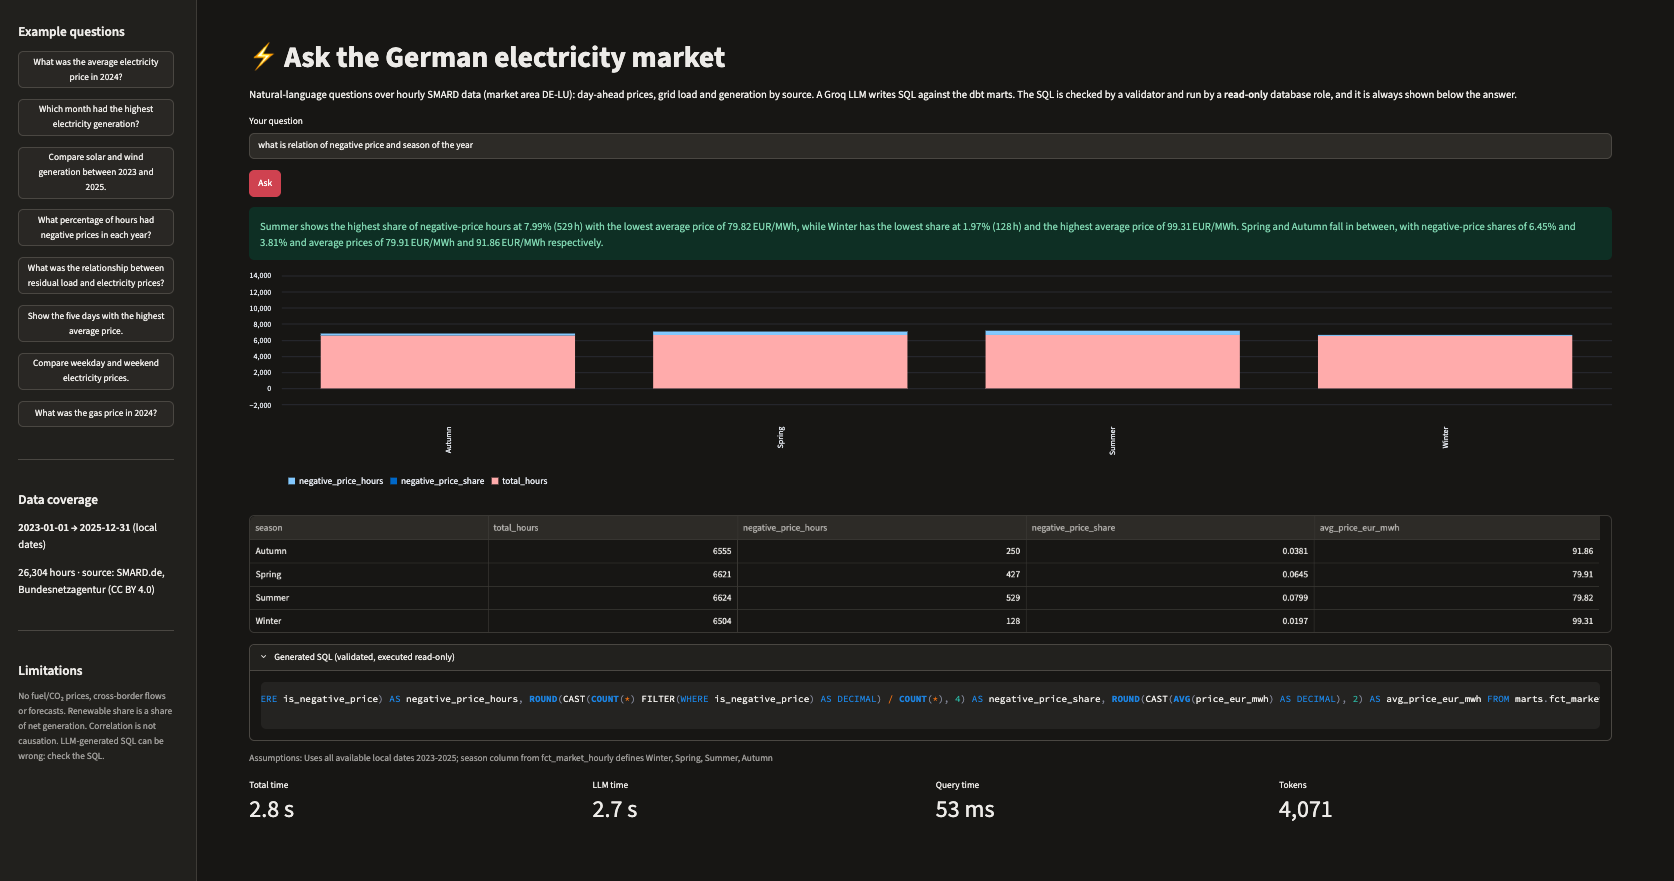 Example questions
What was the average electricity
price in 2024?
Which month had the highest
electricity generation?
Compare solar and wind
generation between 2023 and
2025.
What percentage of hours had
negative prices in each year?
What was the relationship between
residual load and electricity prices?
Show the five days with the highest
average price.
Compare weekday and weekend
electricity prices.
What was the gas price in 2024?
Data coverage
2023-01-01 → 2025-12-31 (local
dates)
26,304 hours · source: SMARD.de,
Bundesnetzagentur (CC BY 4.0)
Limitations
No fuel/CO₂ prices, cross-border flows
or forecasts. Renewable share is a share
of net generation. Correlation is not
causation. LLM-generated SQL can be
wrong: check the SQL.
⚡ Ask the German electricity market
Natural-language questions over hourly SMARD data (market area DE-LU): day-ahead prices, grid load and generation by source. A Groq LLM writes SQL against the dbt marts. The SQL is checked by a validator and run by a read-only database role, and it is always shown below the answer.
Your question
what is relation of negative price and season of the year
Ask
Summer shows the highest share of negative-price hours at 7.99% (529 h) with the lowest average price of 79.82 EUR/MWh, while Winter has the lowest share at 1.97% (128 h) and the highest average price of 99.31 EUR/MWh. Spring and Autumn fall in between, with negative-price shares of 6.45% and
3.81% and average prices of 79.91 EUR/MWh and 91.86 EUR/MWh respectively.
14,000
12,000
10,000
8,000
6,000
4,000
2,000
0
−2,000
Autumn
Spring
Summer
Winter
negative_price_hours negative_price_share total_hours
season total_hours negative_price_hours negative_price_share avg_price_eur_mwh
Autumn 6555 250 0.0381 91.86
Spring 6621 427 0.0645 79.91
Summer 6624 529 0.0799 79.82
Winter 6504 128 0.0197 99.31
Generated SQL (validated, executed read-only)
ERE is_negative_price) AS negative_price_hours, ROUND(CAST(COUNT(*) FILTER(WHERE is_negative_price) AS DECIMAL) / COUNT(*), 4) AS negative_price_share, ROUND(CAST(AVG(price_eur_mwh) AS DECIMAL), 2) AS avg_price_eur_mwh FROM marts.fct_marke
Assumptions: Uses all available local dates 2023-2025; season column from fct_market_hourly defines Winter, Spring, Summer, Autumn
Total time LLM time Query time Tokens
2.8 s 2.7 s 53 ms 4,071